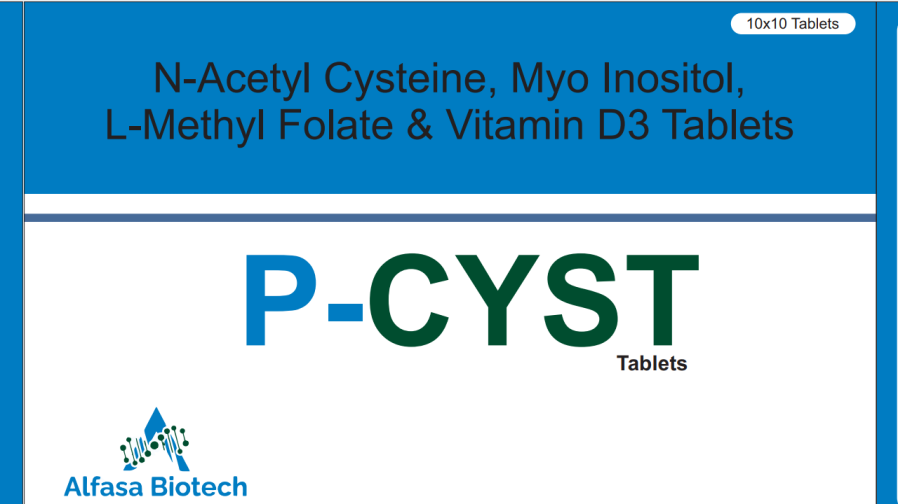 10x10 Tablets
N-Acetyl Cysteine, Myo Inositol,
L-Methyl Folate & Vitamin D3 Tablets
P-CYST
Tablets
Alfasa Biotech